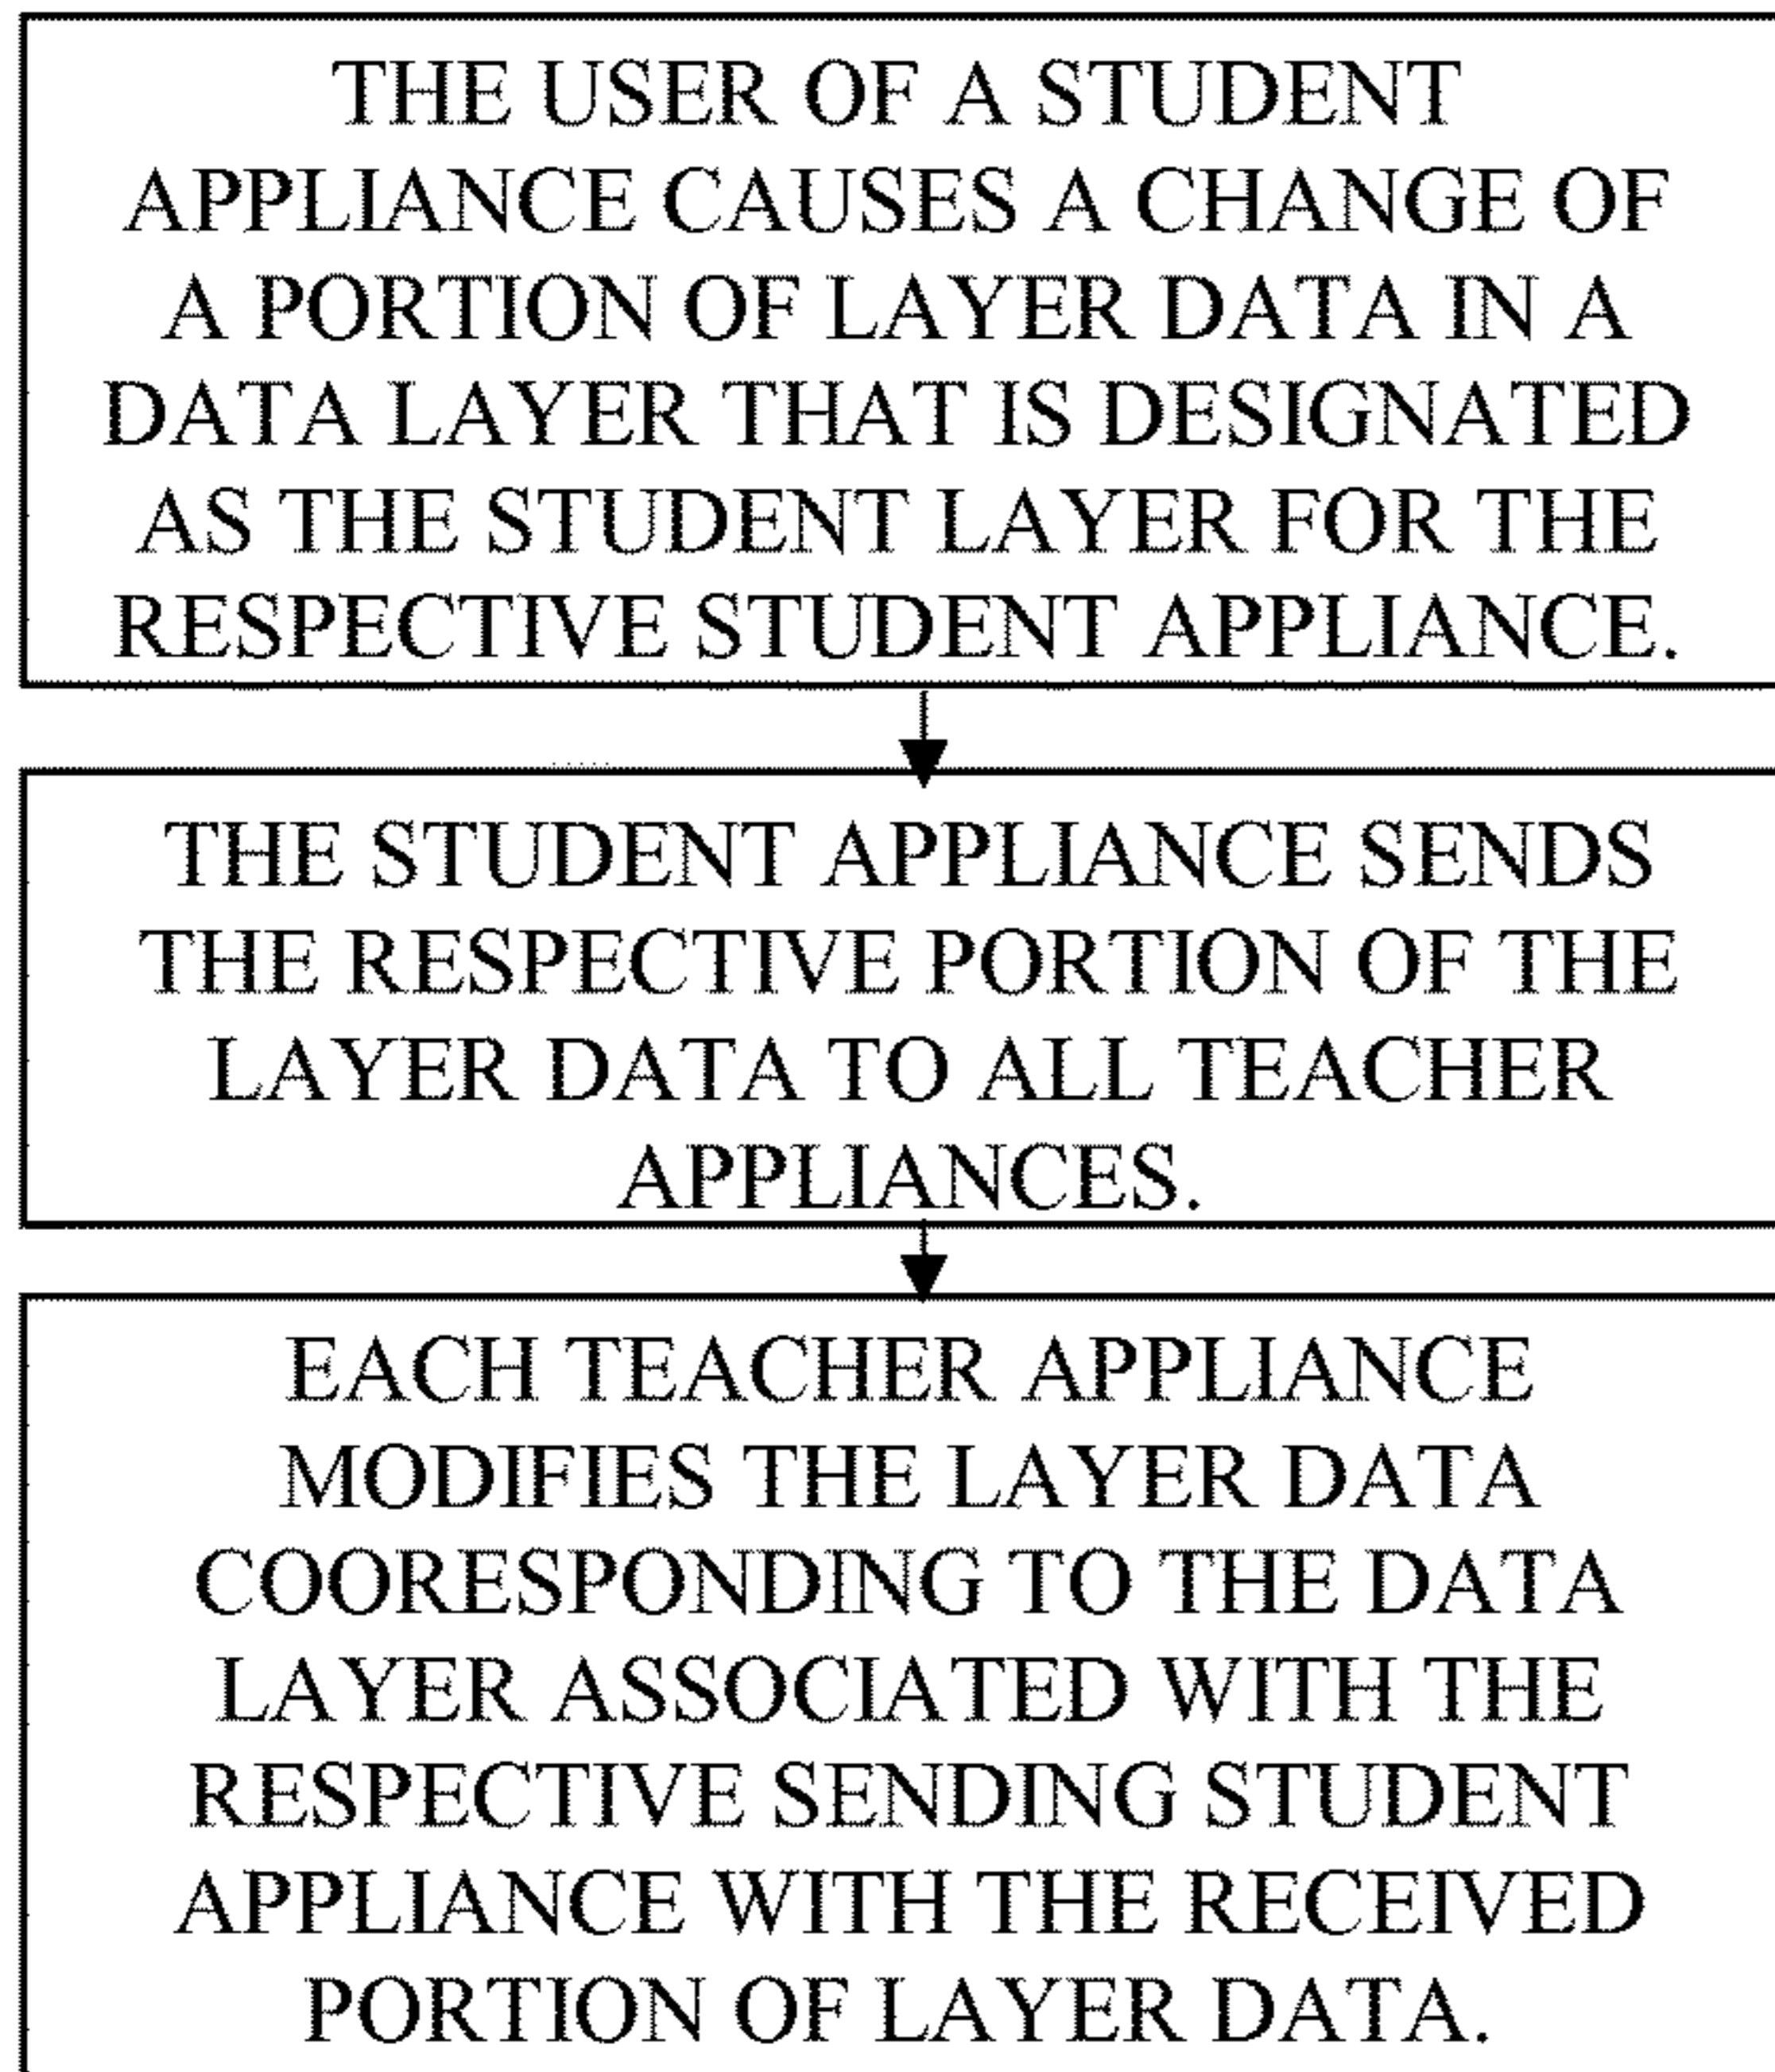 THE USER OF A STUDENT
APPLIANCE CAUSES A CHANGE OF
A PORTION OF LAYER DATA IN A
DATA LAYER THAT IS DESIGNATED
AS THE STUDENT LAYER FOR THE
RESPECTIVE STUDENT APPLIANCE.
THE STUDENT APPLIANCE SENDS
THE RESPECTIVE PORTION OF THE
LAYER DATA TO ALL TEACHER
APPLIANCES.
EACH TEACHER APPLIANCE
MODIFIES THE LAYER DATA
COORESPONDING TO THE DATA
LAYER ASSOCIATED WITH THE
RESPECTIVE SENDING STUDENT
APPLIANCE WITH THE RECEIVED
PORTION OF LAYER DATA.